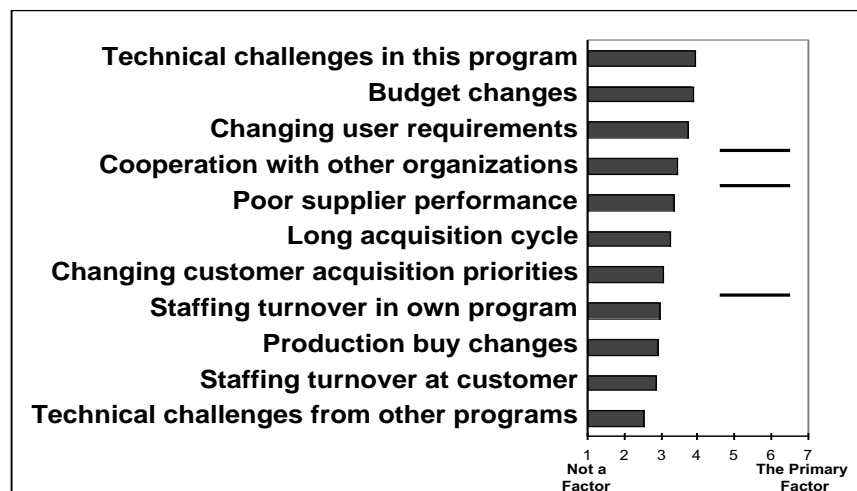 Technical challenges in this program
Budget changes
Changing user requirements
Cooperation with other organizations
Poor supplier performance
Long acquisition cycle
Changing customer acquisition priorities
Staffing turnover in own program
Production buy changes
Staffing turnover at customer
Technical challenges from other programs
1 2 3 4 5 6 7
Not a The Primary
Factor Factor